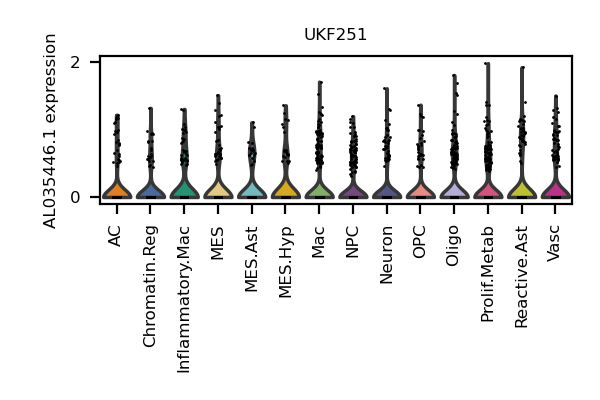 UKF251
AL035446.1 expression
2
0
AC
Chromatin.Reg
Inflammatory.Mac
MES
MES.Ast
MES.Hyp
Mac
NPC
Neuron
OPC
Oligo
Prolif.Metab
Reactive.Ast
Vasc